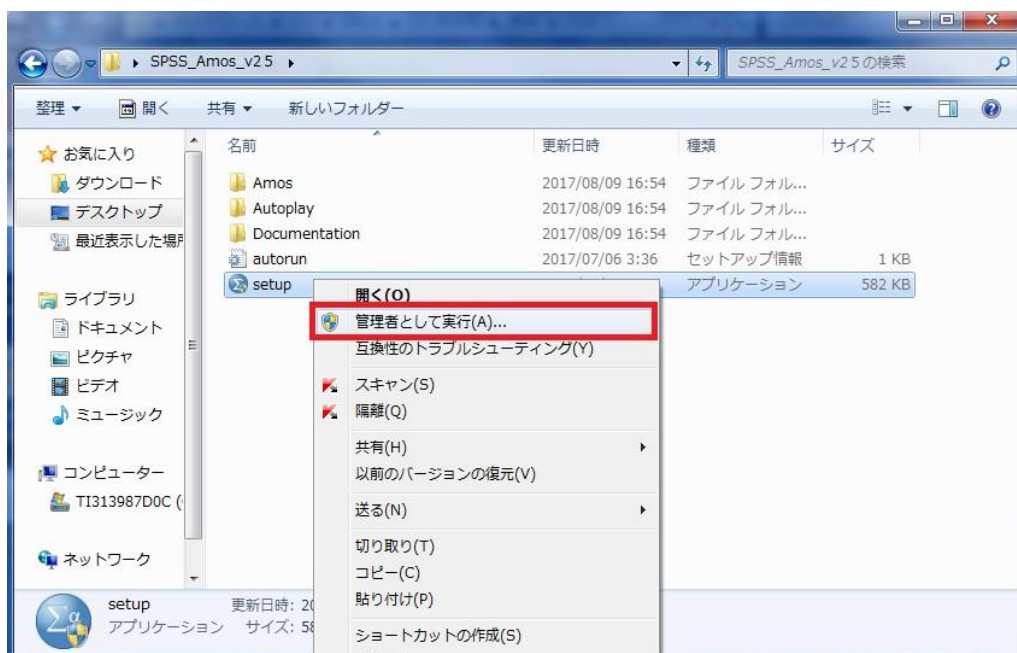 SPSS_Amos_v25
SPSS_Amos_v25の検索
整理
開く
共有
新しいフォルダー
名前
更新日時
種類
サイズ
お気に入り
ダウンロード
デスクトップ
最近表示した場所
ライブラリ
ドキュメント
ピクチャ
ビデオ
ミュージック
コンピューター
TI313987D0C (
ネットワーク
Amos 2017/08/09 16:54 ファイル フォル...
Autoplay 2017/08/09 16:54 ファイル フォル...
Documentation 2017/08/09 16:54 ファイル フォル...
autorun 2017/07/06 3:36 セットアップ情報 1 KB
setup アプリケーション 582 KB
開く(O)
管理者として実行(A)...
互換性のトラブルシューティング(Y)
スキャン(S)
隔離(Q)
共有(H)
以前のバージョンの復元(V)
送る(N)
切り取り(T)
コピー(C)
貼り付け(P)
ショートカットの作成(S)
setup 更新日時: 20
アプリケーション サイズ: 58
Σα